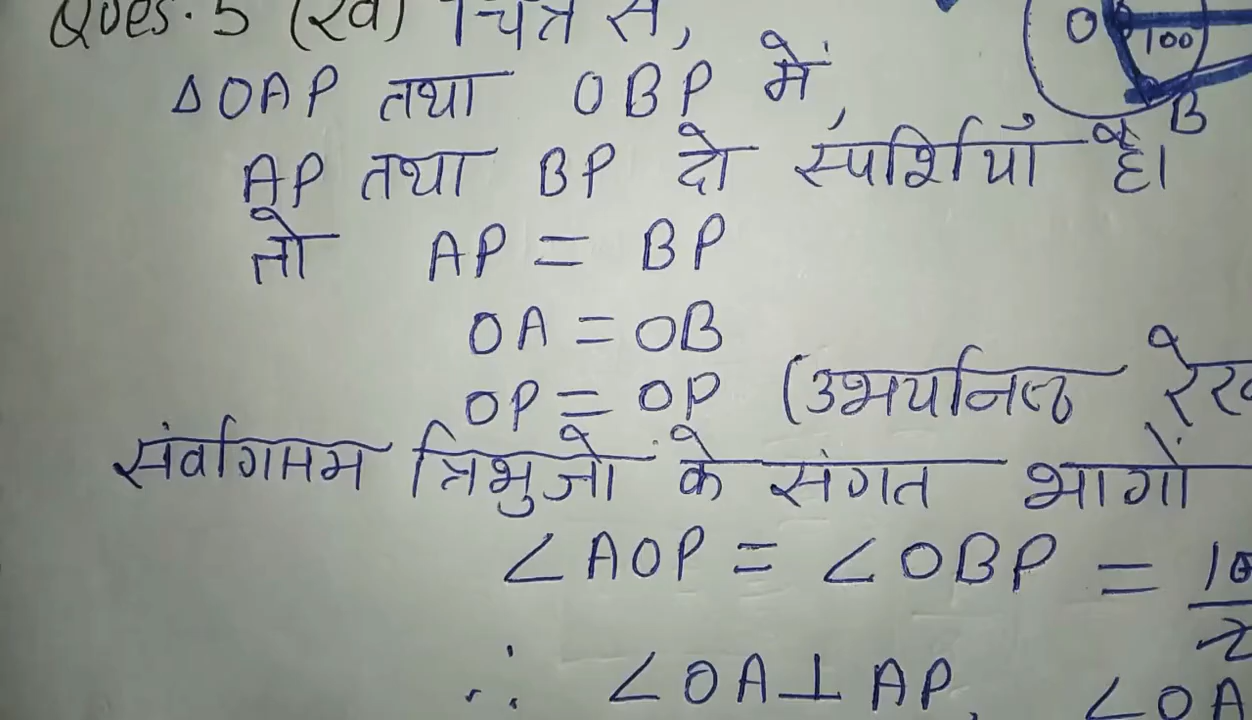 Ques. 5 (ख) चित्र से,
O 100
ΔOAP तथा OBP में,
B
AP तथा BP दो स्पर्शियाँ है।
तो AP = BP
OA = OB
OP = OP (उभयनिष्ठ
संर्वागसम त्रिभुजो के संगत भागों
∠AOP = ∠OBP =
∴ ∠OA⊥AP, ∠OA